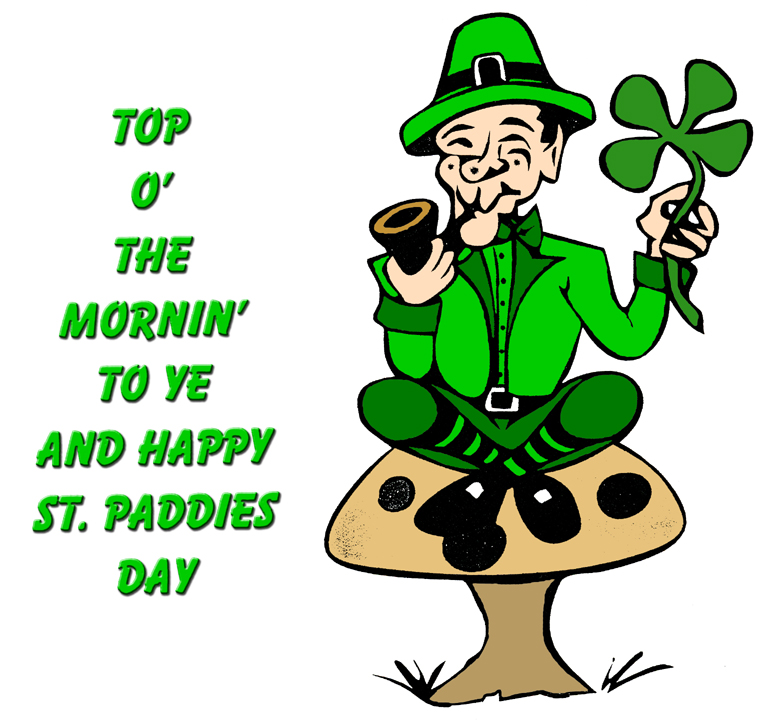 TOP
O'
THE
MORNIN'
TO YE
AND HAPPY
ST. PADDIES
DAY